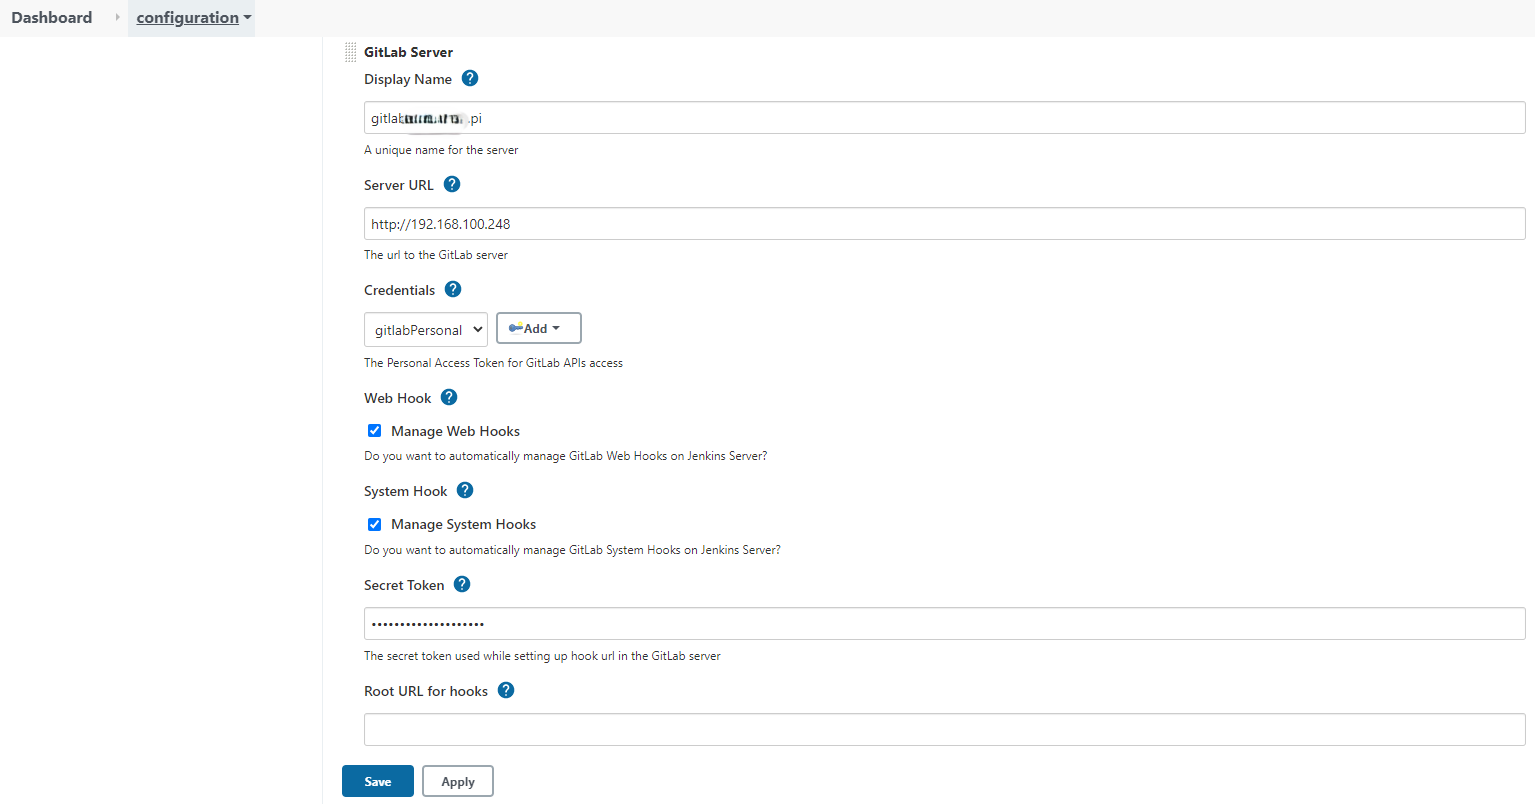 Dashboard
configuration
GitLab Server
Display Name ?
.pi
A unique name for the server
Server URL ?
http://192.168.100.248
The url to the GitLab server
Credentials ?
gitlabPersonal Add
The Personal Access Token for GitLab APIs access
Web Hook ?
Manage Web Hooks
Do you want to automatically manage GitLab Web Hooks on Jenkins Server?
System Hook ?
Manage System Hooks
Do you want to automatically manage GitLab System Hooks on Jenkins Server?
Secret Token ?
••••••••••••••••••••
The secret token used while setting up hook url in the GitLab server
Root URL for hooks ?
Save Apply